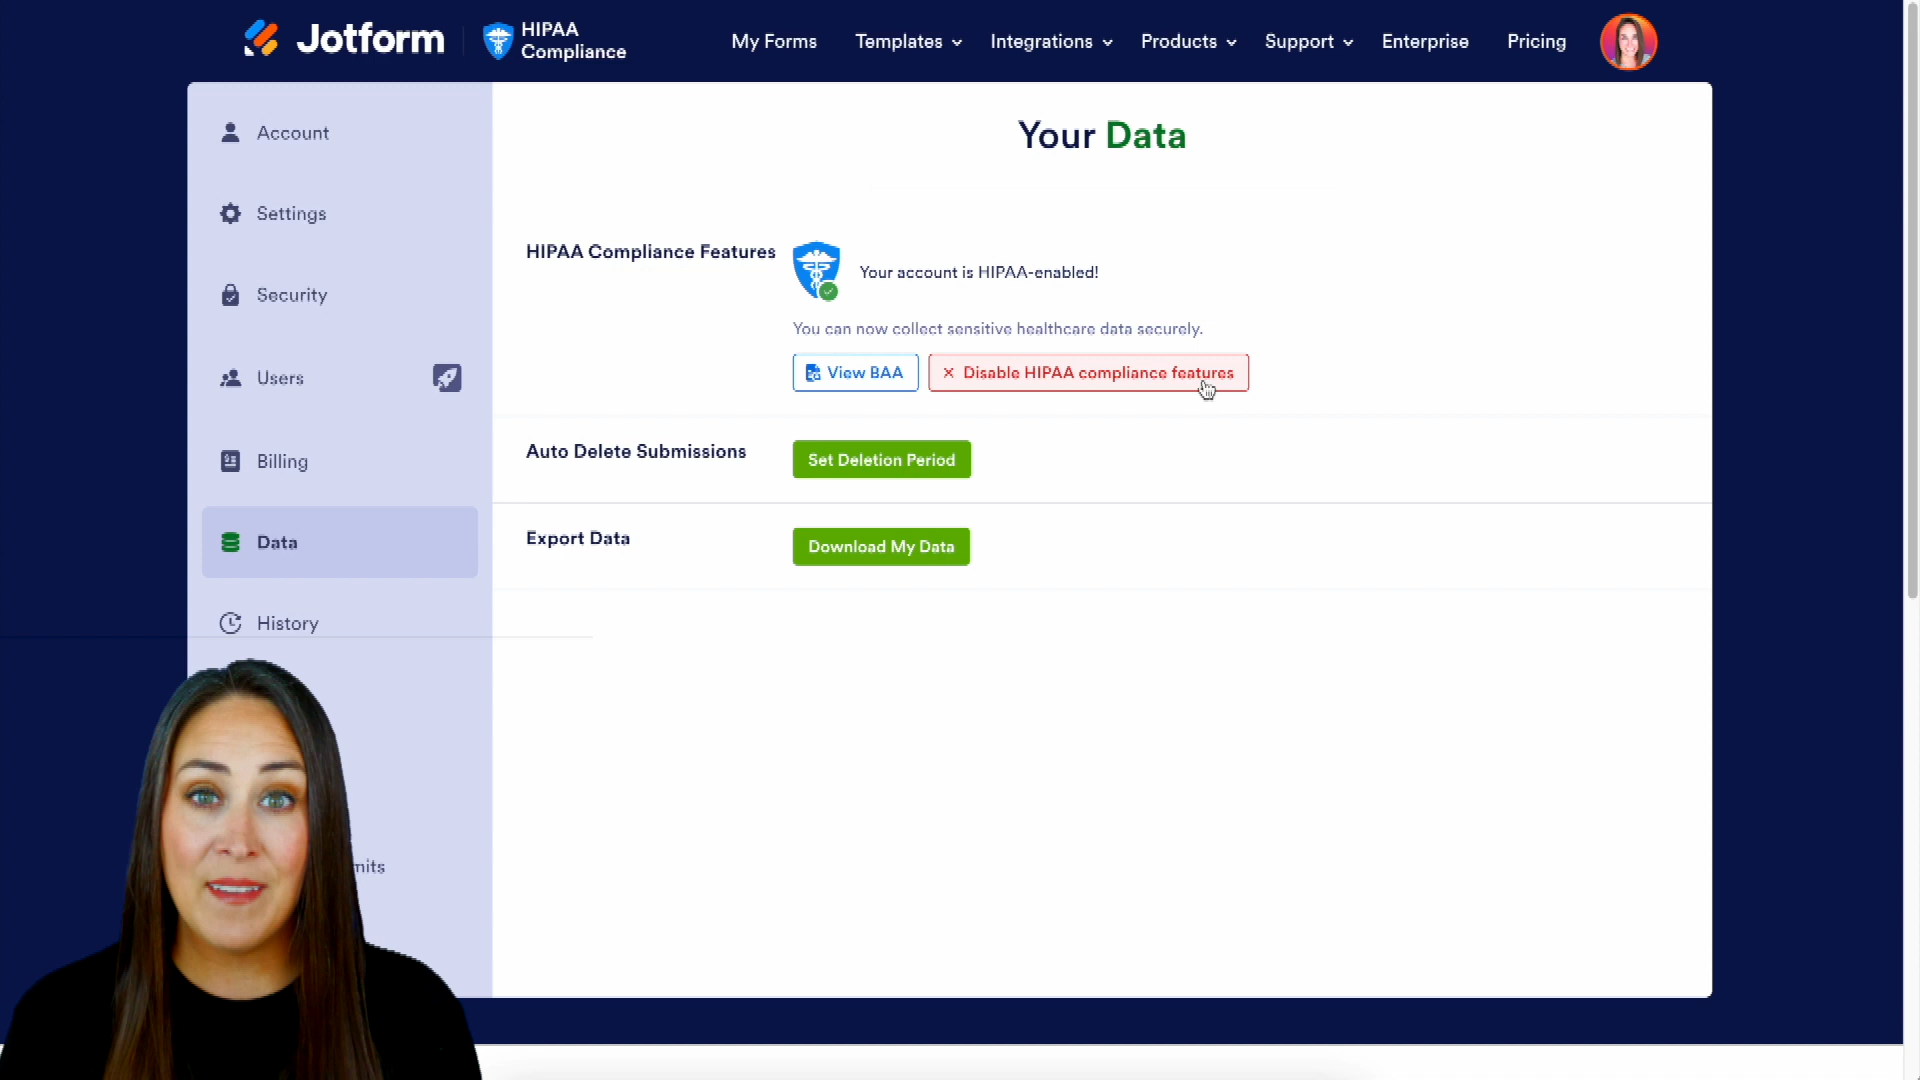 Jotform
HIPAA
Compliance
My Forms
Templates
Integrations
Products
Support
Enterprise
Pricing
Account
Settings
Security
Users
Billing
Data
History
mits
Your Data
HIPAA Compliance Features
Your account is HIPAA-enabled!
You can now collect sensitive healthcare data securely.
View BAA
Disable HIPAA compliance features
Auto Delete Submissions
Set Deletion Period
Export Data
Download My Data